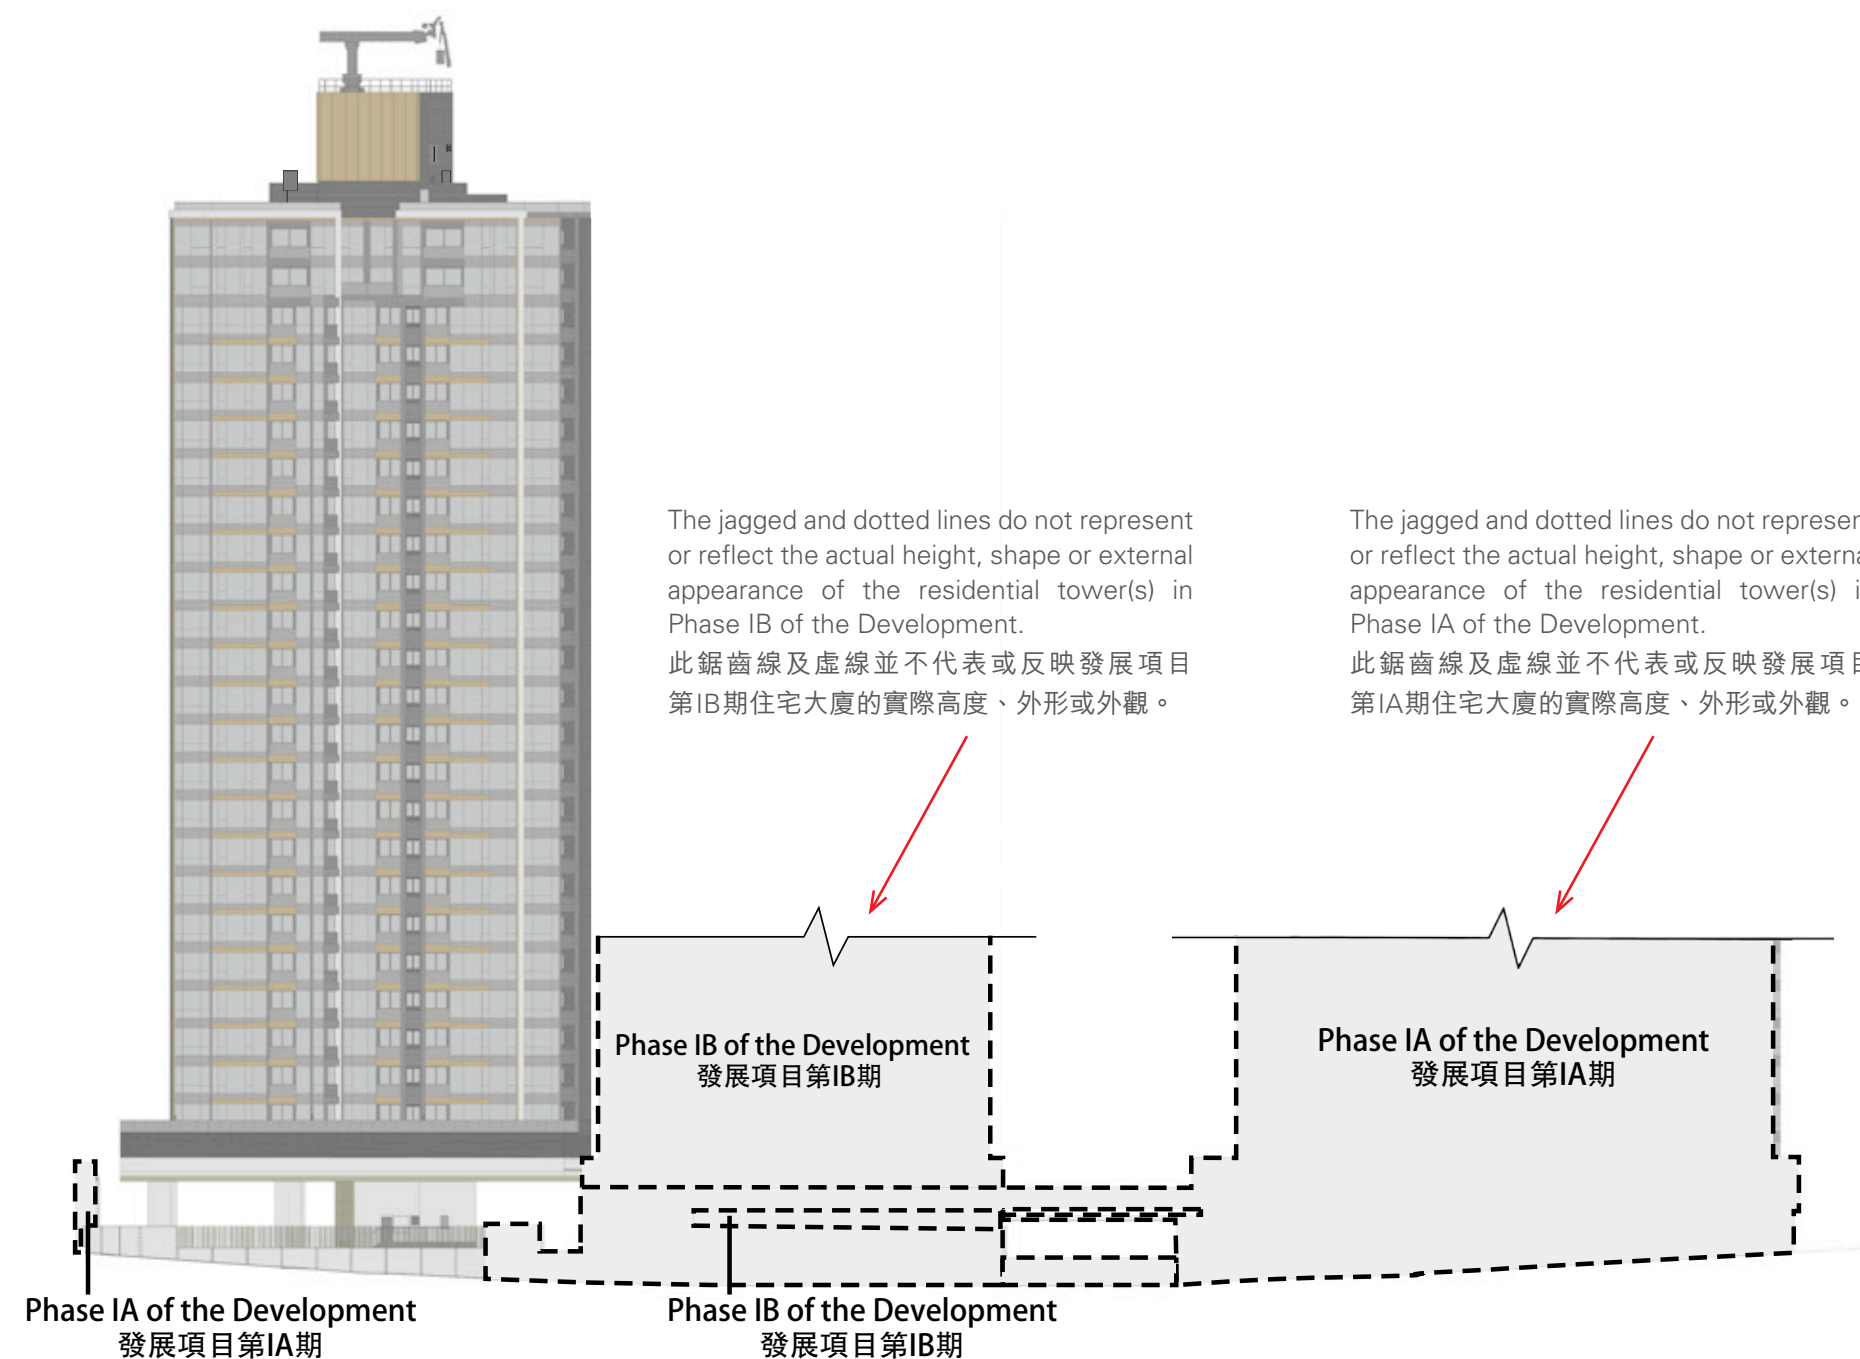 The jagged and dotted lines do not represent
or reflect the actual height, shape or external
appearance of the residential tower(s) in
Phase IB of the Development.
此鋸齒線及虛線並不代表或反映發展項目
第IB期住宅大廈的實際高度、外形或外觀。
The jagged and dotted lines do not represen
or reflect the actual height, shape or externa
appearance of the residential tower(s) i
Phase IA of the Development.
此鋸齒線及虛線並不代表或反映發展項目
第IA期住宅大廈的實際高度、外形或外觀。
Phase IB of the Development
發展項目第IB期
Phase IA of the Development
發展項目第IA期
Phase IA of the Development
發展項目第IA期
Phase IB of the Development
發展項目第IB期